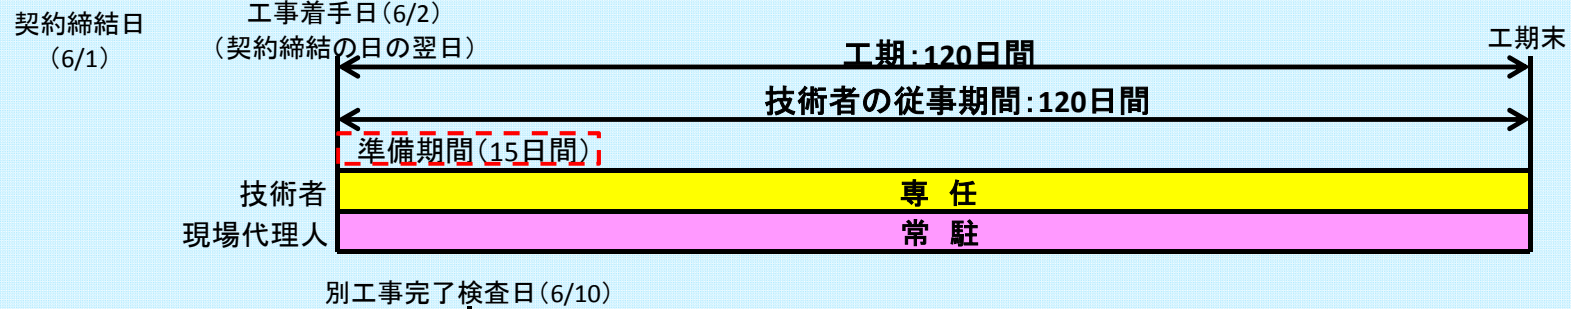 契約締結日
（6/1）
工事着手日（6/2）
（契約締結の日の翌日）
工期：120日間
工期末
技術者の従事期間：120日間
準備期間（15日間）
技術者
専 任
現場代理人
常 駐
別工事完了検査日（6/10）